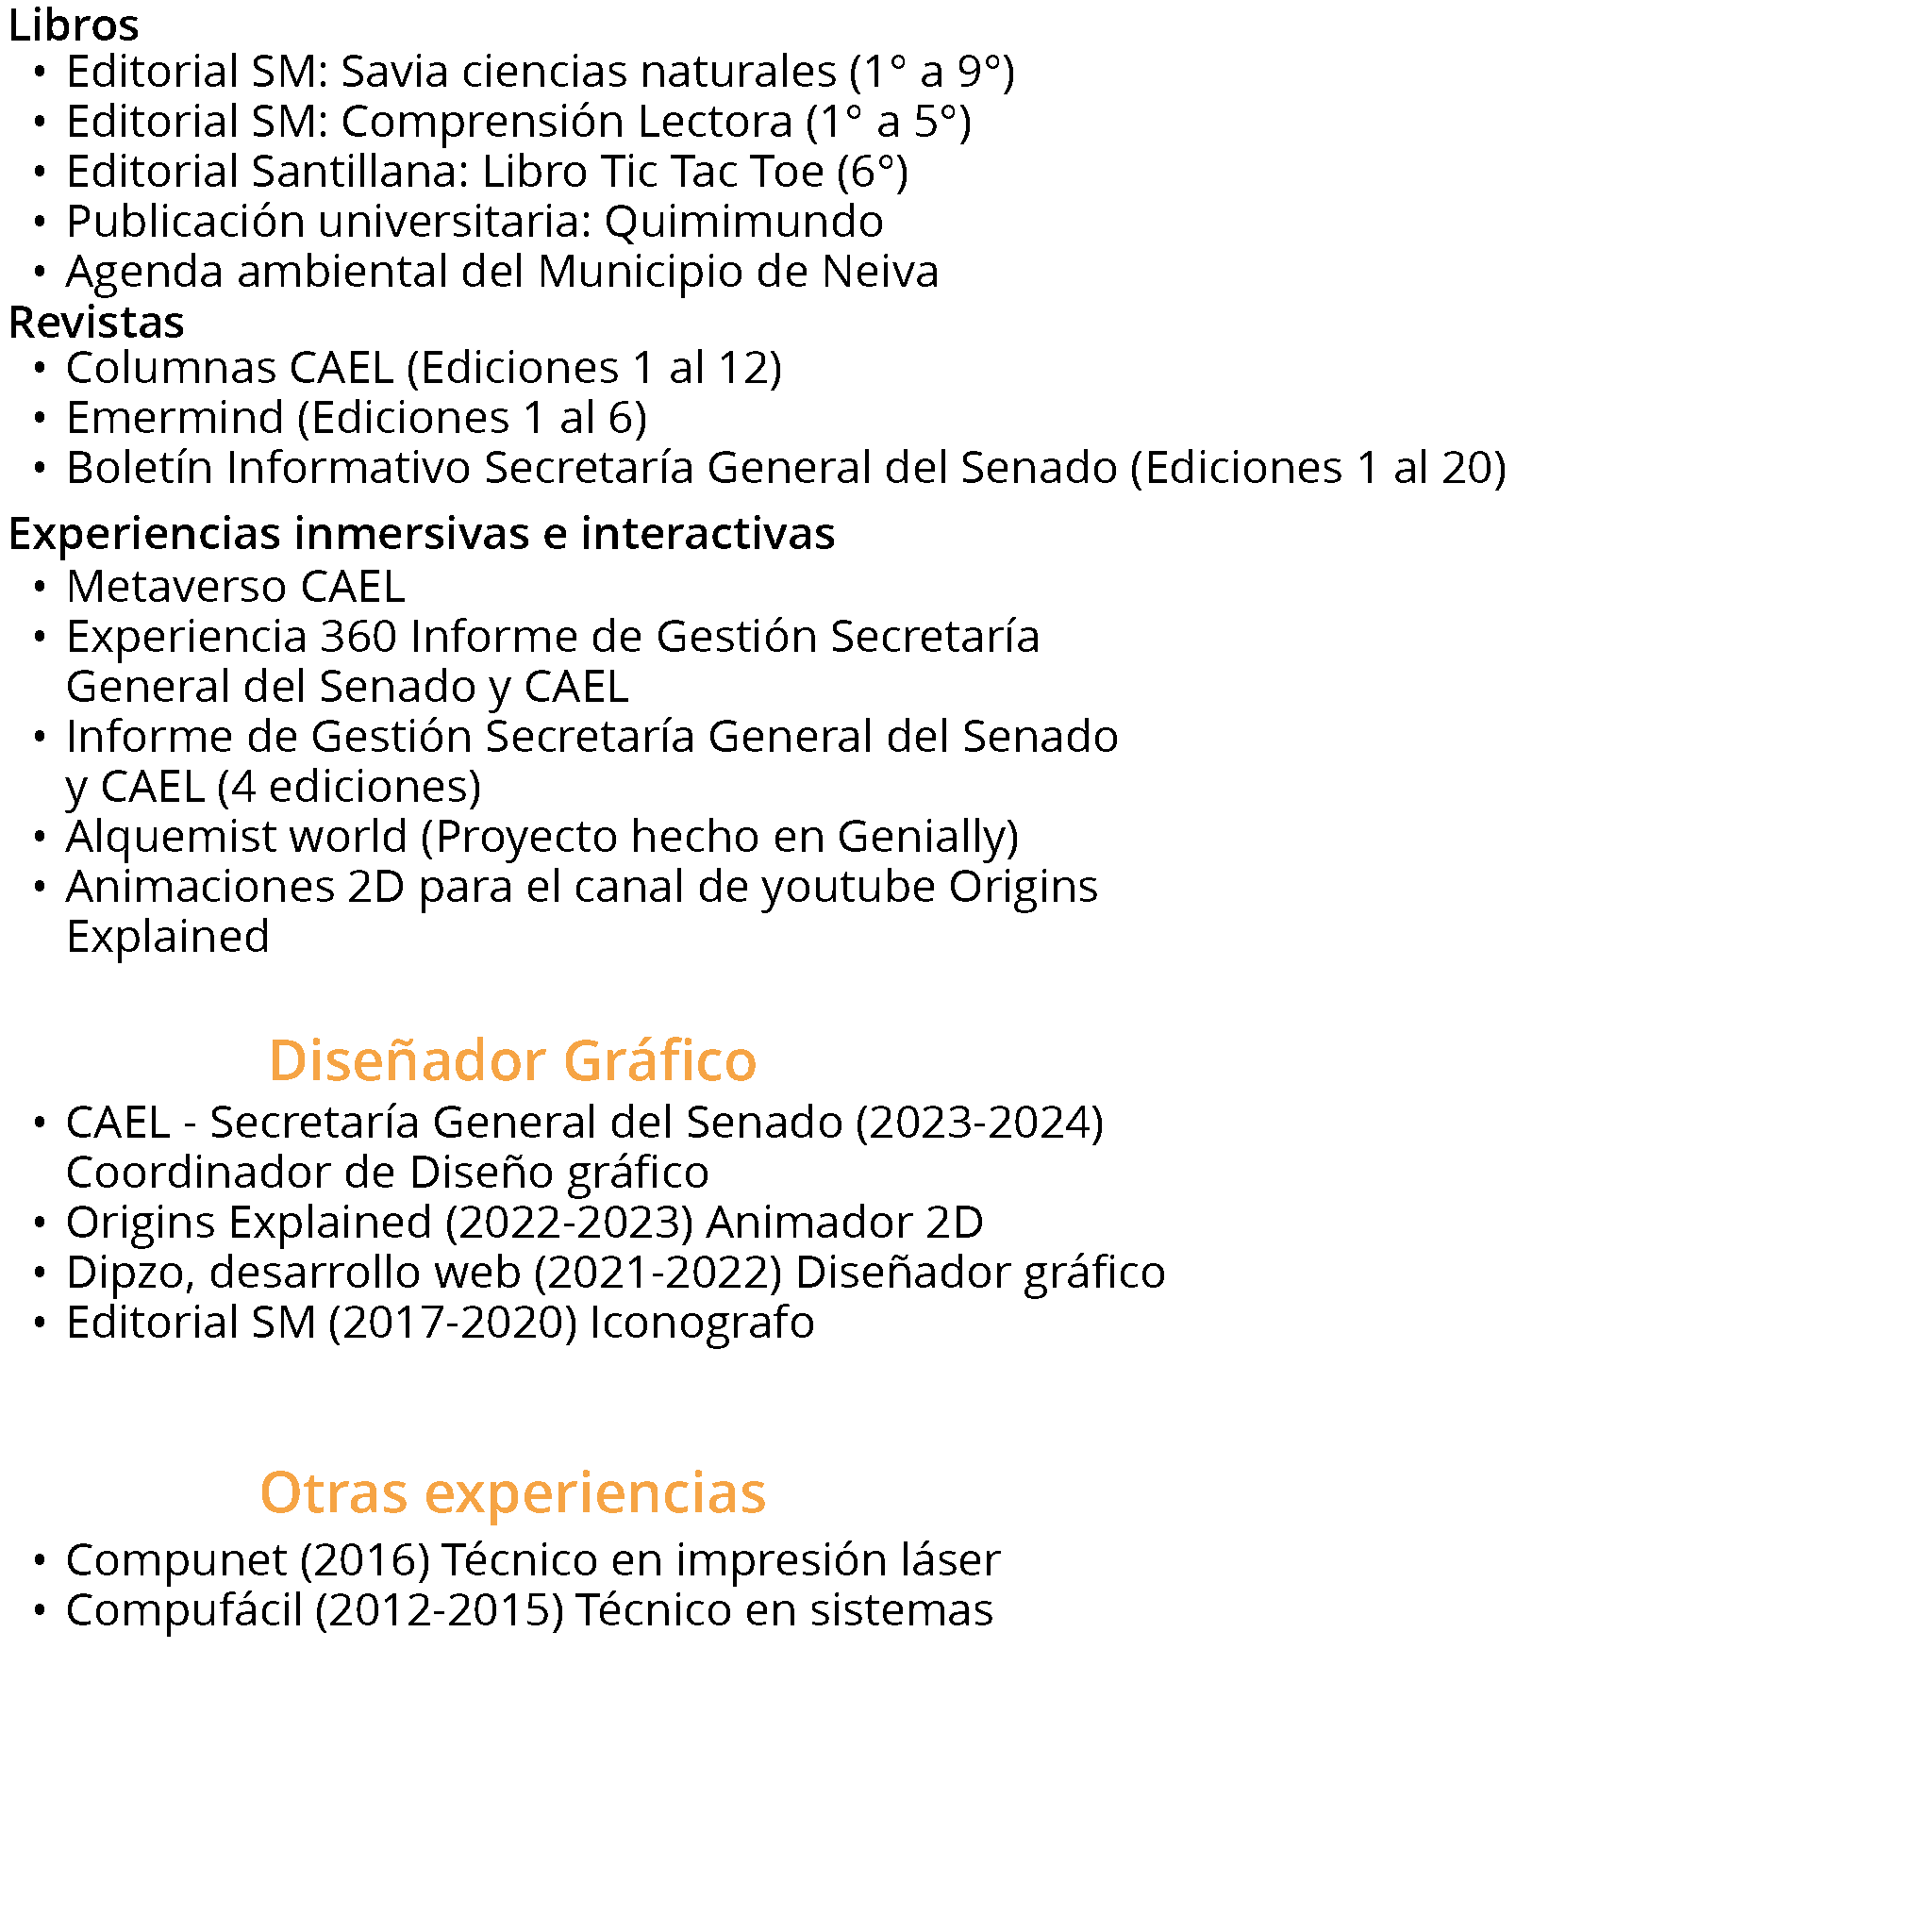 Libros
• Editorial SM: Savia ciencias naturales (1° a 9°)
• Editorial SM: Comprensión Lectora (1° a 5°)
• Editorial Santillana: Libro Tic Tac Toe (6°)
• Publicación universitaria: Quimimundo
• Agenda ambiental del Municipio de Neiva
Revistas
• Columnas CAEL (Ediciones 1 al 12)
• Emermind (Ediciones 1 al 6)
• Boletín Informativo Secretaría General del Senado (Ediciones 1 al 20)
Experiencias inmersivas e interactivas
• Metaverso CAEL
• Experiencia 360 Informe de Gestión Secretaría
General del Senado y CAEL
• Informe de Gestión Secretaría General del Senado
y CAEL (4 ediciones)
• Alquemist world (Proyecto hecho en Genially)
• Animaciones 2D para el canal de youtube Origins
Explained
Diseñador Gráfico
• CAEL - Secretaría General del Senado (2023-2024)
Coordinador de Diseño gráfico
• Origins Explained (2022-2023) Animador 2D
• Dipzo, desarrollo web (2021-2022) Diseñador gráfico
• Editorial SM (2017-2020) Iconografo
Otras experiencias
• Compunet (2016) Técnico en impresión láser
• Compufácil (2012-2015) Técnico en sistemas